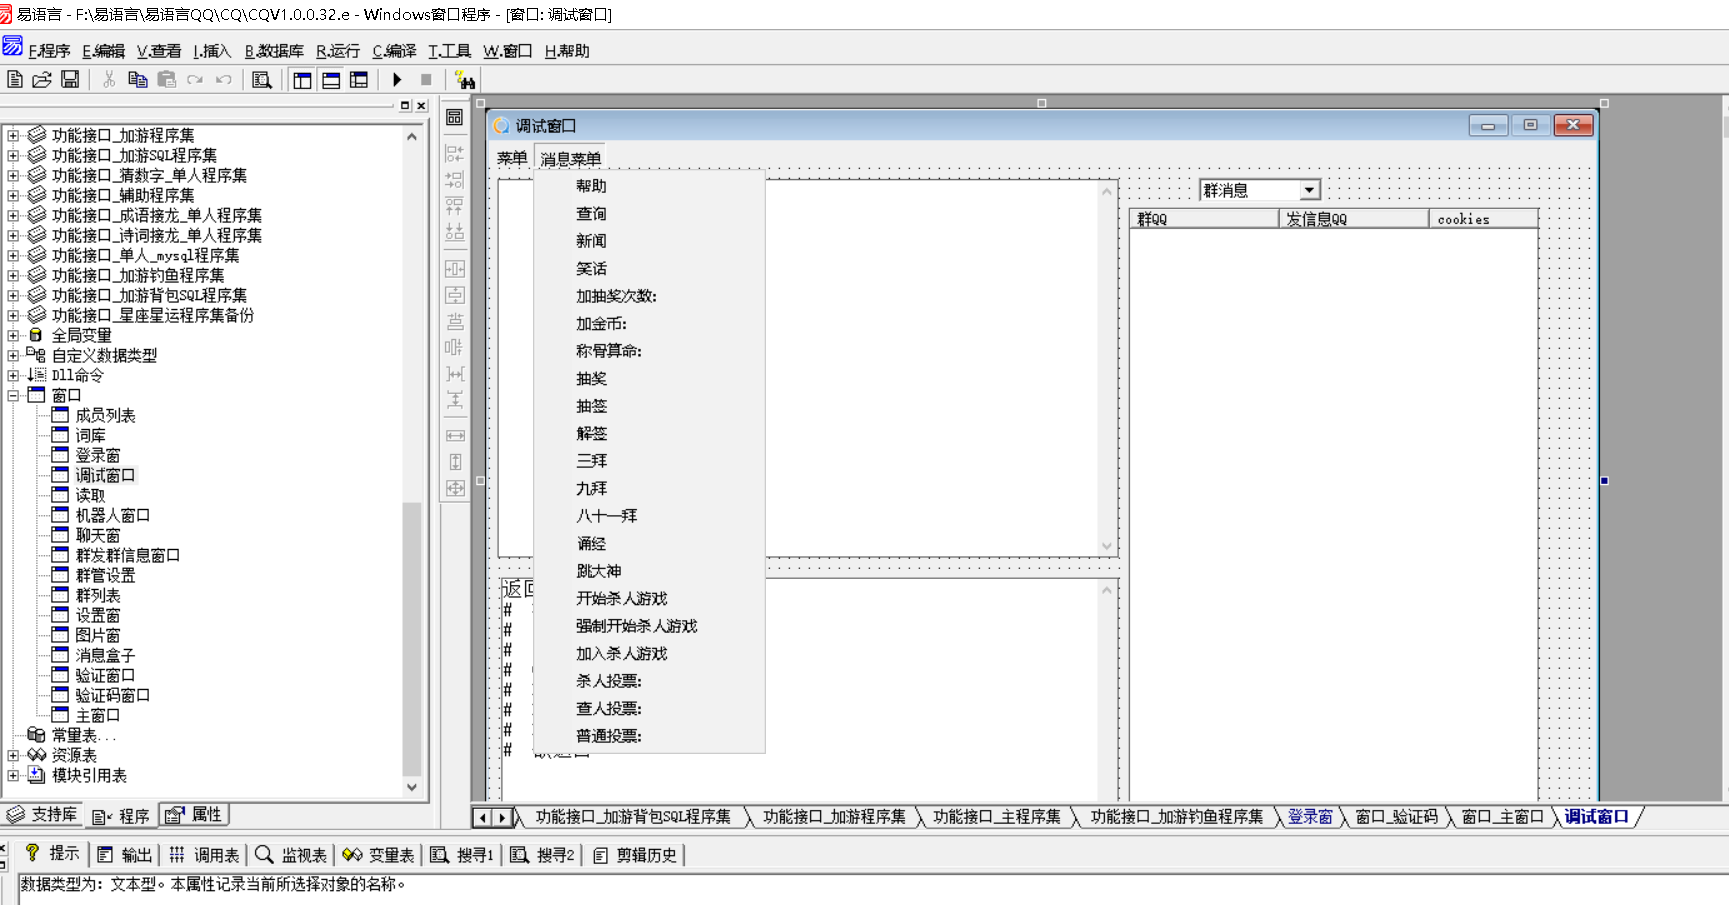 易语言 - F:\易语言\易语言QQ\CQ\CQV1.0.0.32.e - Windows窗口程序 - [窗口: 调试窗口]
F.程序 E.编辑 V.查看 I.插入 B.数据库 R.运行 C.编译 T.工具 W.窗口 H.帮助
功能接口_加游程序集
功能接口_加游SQL程序集
功能接口_猜数字_单人程序集
功能接口_辅助程序集
功能接口_成语接龙_单人程序集
功能接口_诗词接龙_单人程序集
功能接口_单人_mysql程序集
功能接口_加游钓鱼程序集
功能接口_加游背包SQL程序集
功能接口_星座星运程序集备份
全局变量
自定义数据类型
Dll命令
窗口
成员列表
词库
登录窗
调试窗口
读取
机器人窗口
聊天窗
群发群信息窗口
群管设置
群列表
设置窗
图片窗
消息盒子
验证窗口
验证码窗口
主窗口
常量表...
资源表
模块引用表
支持库 程序 属性
调试窗口
菜单 消息菜单
帮助
查询
新闻
笑话
加抽奖次数:
加金币:
称骨算命:
抽奖
抽签
解签
三拜
九拜
八十一拜
诵经
跳大神
开始杀人游戏
强制开始杀人游戏
加入杀人游戏
杀人投票:
查人投票:
普通投票:
返回
#
#
#
#
#
#
#
#
群消息
群QQ 发信息QQ cookies
功能接口_加游背包SQL程序集 功能接口_加游程序集 功能接口_主程序集 功能接口_加游钓鱼程序集 登录窗 窗口_验证码 窗口_主窗口 调试窗口
提示 输出 调用表 监视表 变量表 搜寻1 搜寻2 剪辑历史
数据类型为: 文本型。本属性记录当前所选择对象的名称。